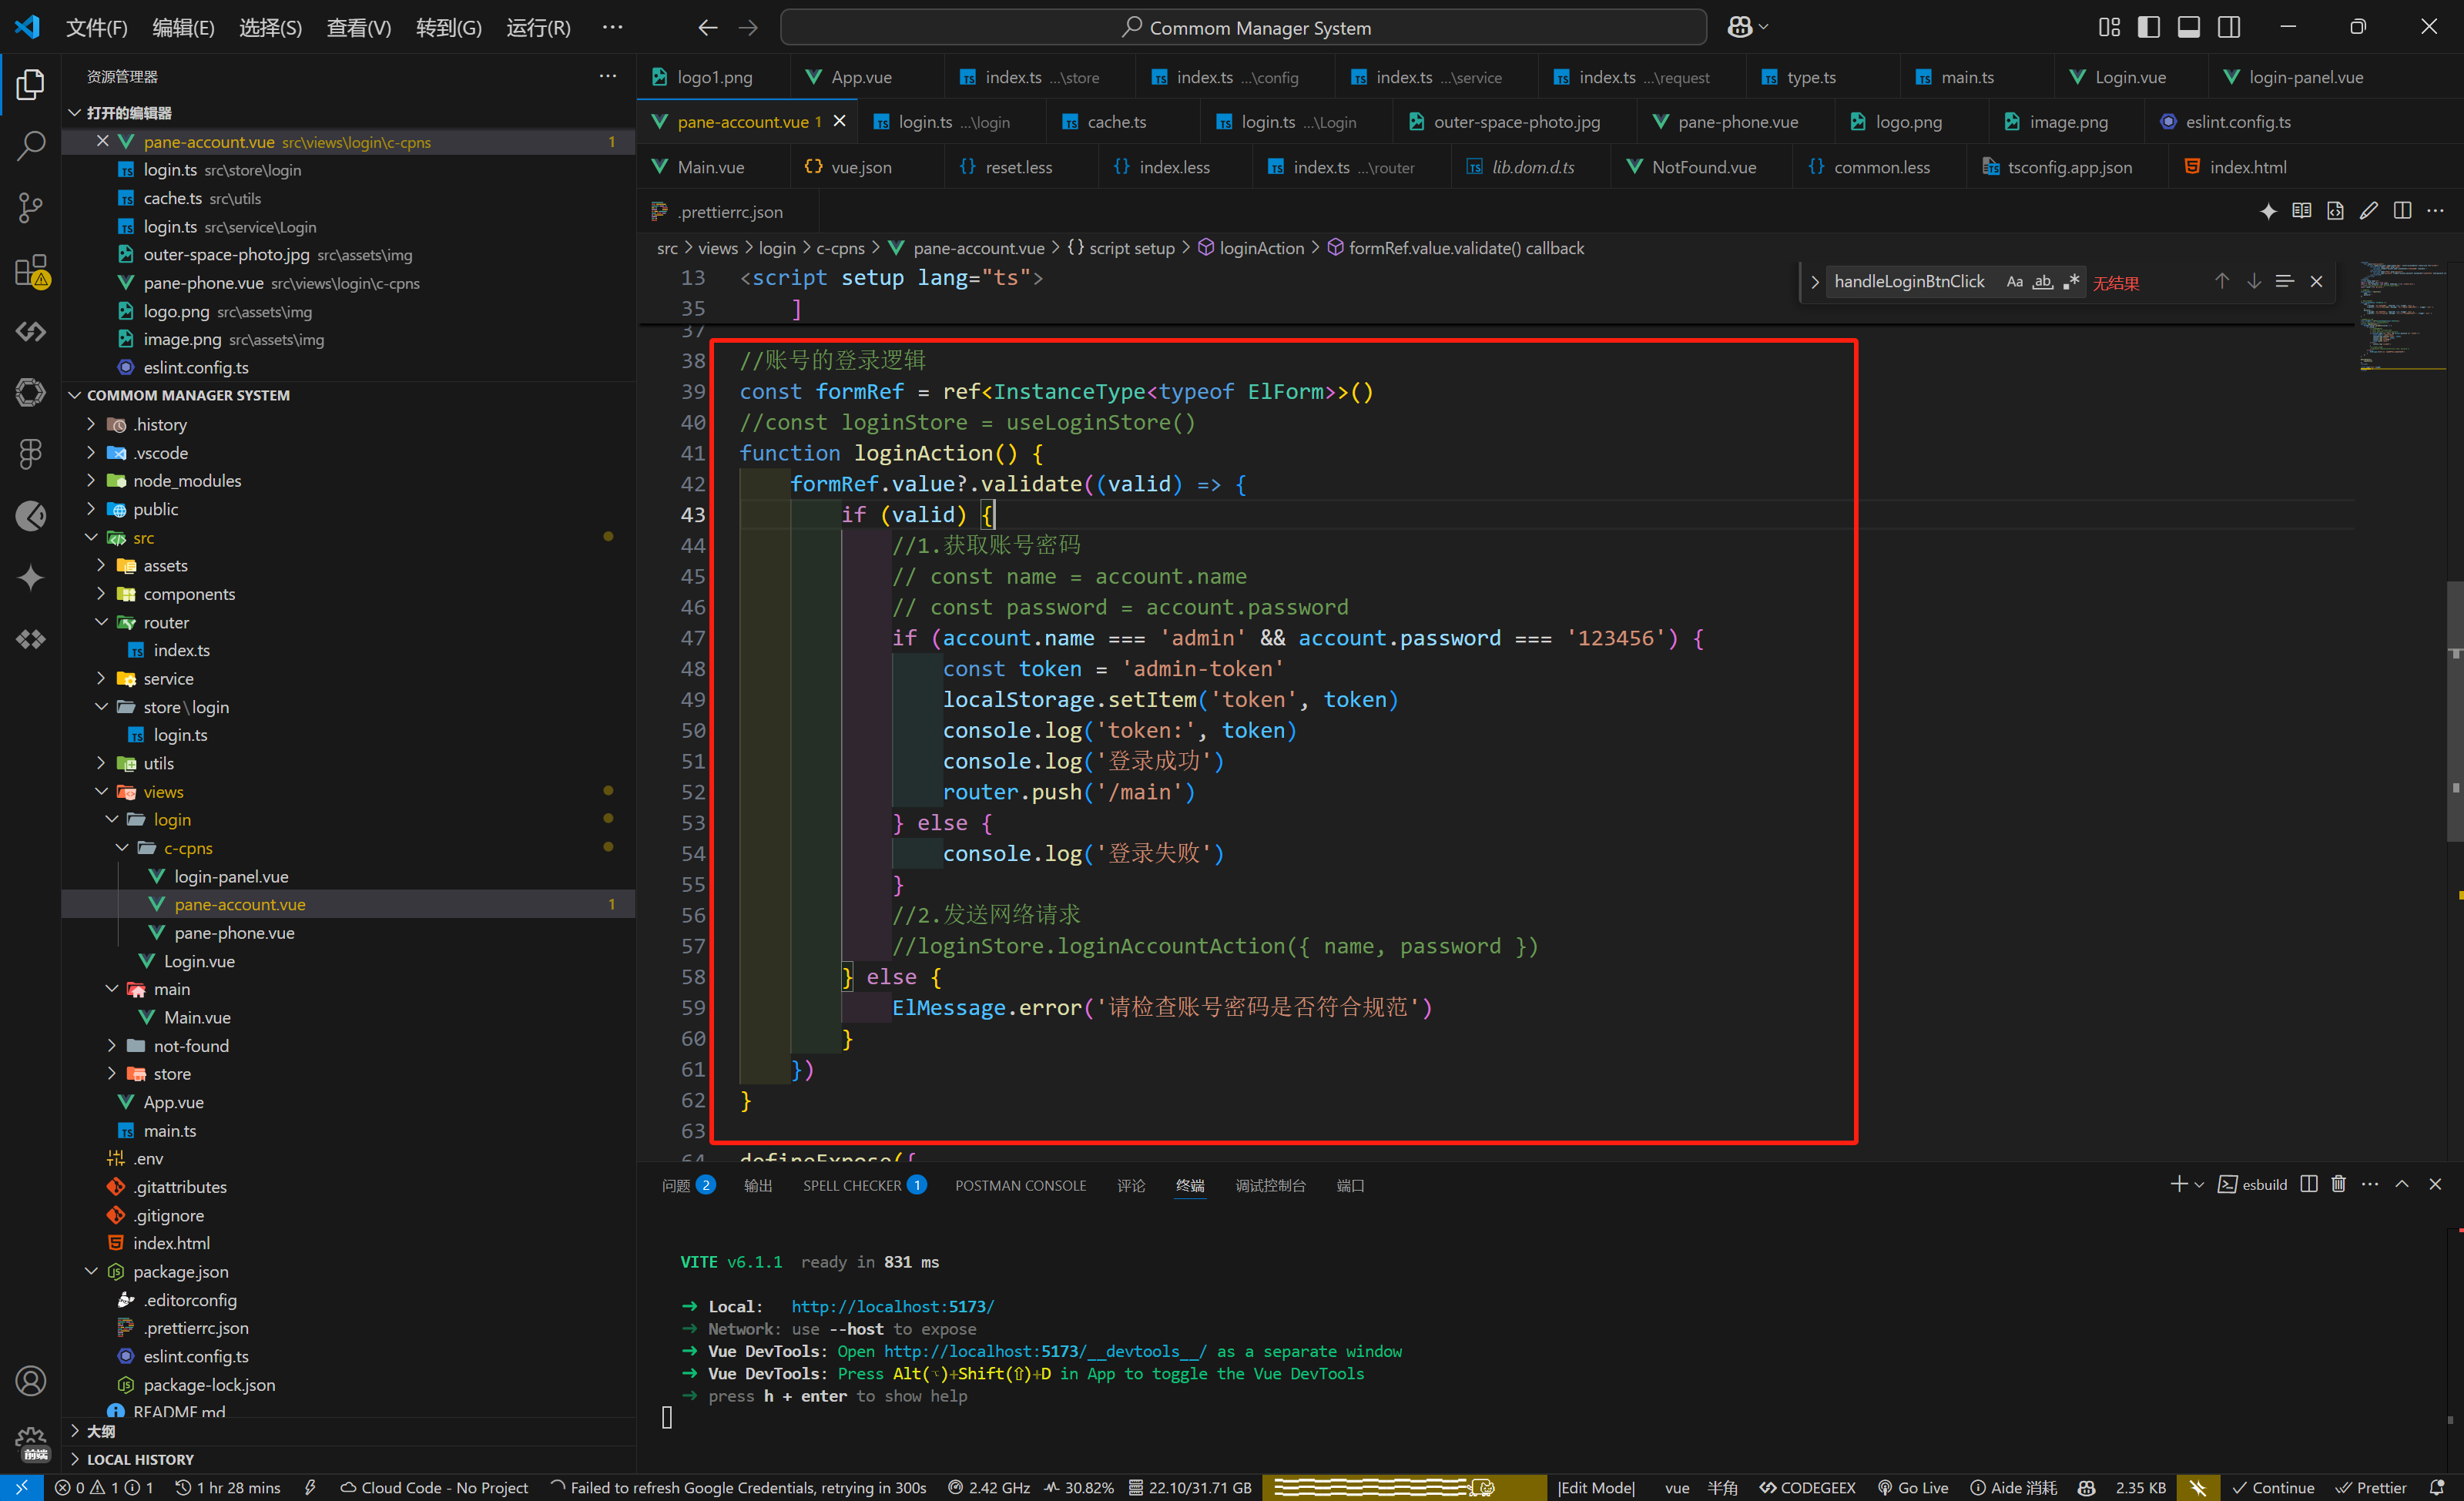 文件(F) 编辑(E) 选择(S) 查看(V) 转到(G) 运行(R) ··· Commom Manager System
资源管理器
打开的编辑器
pane-account.vue src\views\login\c-cpns 1
login.ts src\store\login
cache.ts src\utils
login.ts src\service\Login
outer-space-photo.jpg src\assets\img
pane-phone.vue src\views\login\c-cpns
logo.png src\assets\img
image.png src\assets\img
eslint.config.ts
COMMOM MANAGER SYSTEM
.history
.vscode
node_modules
public
src
assets
components
router
index.ts
service
store\login
login.ts
utils
views
login
c-cpns
login-panel.vue
pane-account.vue 1
pane-phone.vue
Login.vue
main
Main.vue
not-found
store
App.vue
main.ts
.env
.gitattributes
.gitignore
index.html
package.json
.editorconfig
.prettierrc.json
eslint.config.ts
package-lock.json
README.md
大纲
LOCAL HISTORY
前端
logo1.png App.vue index.ts ...\store index.ts ...\config index.ts ...\service index.ts ...\request type.ts main.ts Login.vue login-panel.vue
pane-account.vue 1 login.ts ...\login cache.ts login.ts ...\Login outer-space-photo.jpg pane-phone.vue logo.png image.png eslint.config.ts
Main.vue vue.json reset.less index.less index.ts ...\router lib.dom.d.ts NotFound.vue common.less tsconfig.app.json index.html
.prettierrc.json
src > views > login > c-cpns > pane-account.vue > {} script setup > loginAction > formRef.value.validate() callback
handleLoginBtnClick Aa ab 无结果
13 <script setup lang="ts">
35 ]
37
38 //账号的登录逻辑
39 const formRef = ref<InstanceType<typeof ElForm>>()
40 //const loginStore = useLoginStore()
41 function loginAction() {
42 formRef.value?.validate((valid) => {
43 if (valid) {
44 //1.获取账号密码
45 // const name = account.name
46 // const password = account.password
47 if (account.name === 'admin' && account.password === '123456') {
48 const token = 'admin-token'
49 localStorage.setItem('token', token)
50 console.log('token:', token)
51 console.log('登录成功')
52 router.push('/main')
53 } else {
54 console.log('登录失败')
55 }
56 //2.发送网络请求
57 //loginStore.loginAccountAction({ name, password })
58 } else {
59 ElMessage.error('请检查账号密码是否符合规范')
60 }
61 })
62 }
63
64 defineExpose({
问题 2 输出 SPELL CHECKER 1 POSTMAN CONSOLE 评论 终端 调试控制台 端口 esbuild
VITE v6.1.1 ready in 831 ms
➜ Local: http://localhost:5173/
➜ Network: use --host to expose
➜ Vue DevTools: Open http://localhost:5173/__devtools__/ as a separate window
➜ Vue DevTools: Press Alt(⌥)+Shift(⇧)+D in App to toggle the Vue DevTools
➜ press h + enter to show help
0 1 1 1 hr 28 mins Cloud Code - No Project Failed to refresh Google Credentials, retrying in 300s 2.42 GHz 30.82% 22.10/31.71 GB |Edit Mode| vue 半角 CODEGEEX Go Live Aide 消耗 2.35 KB Continue Prettier